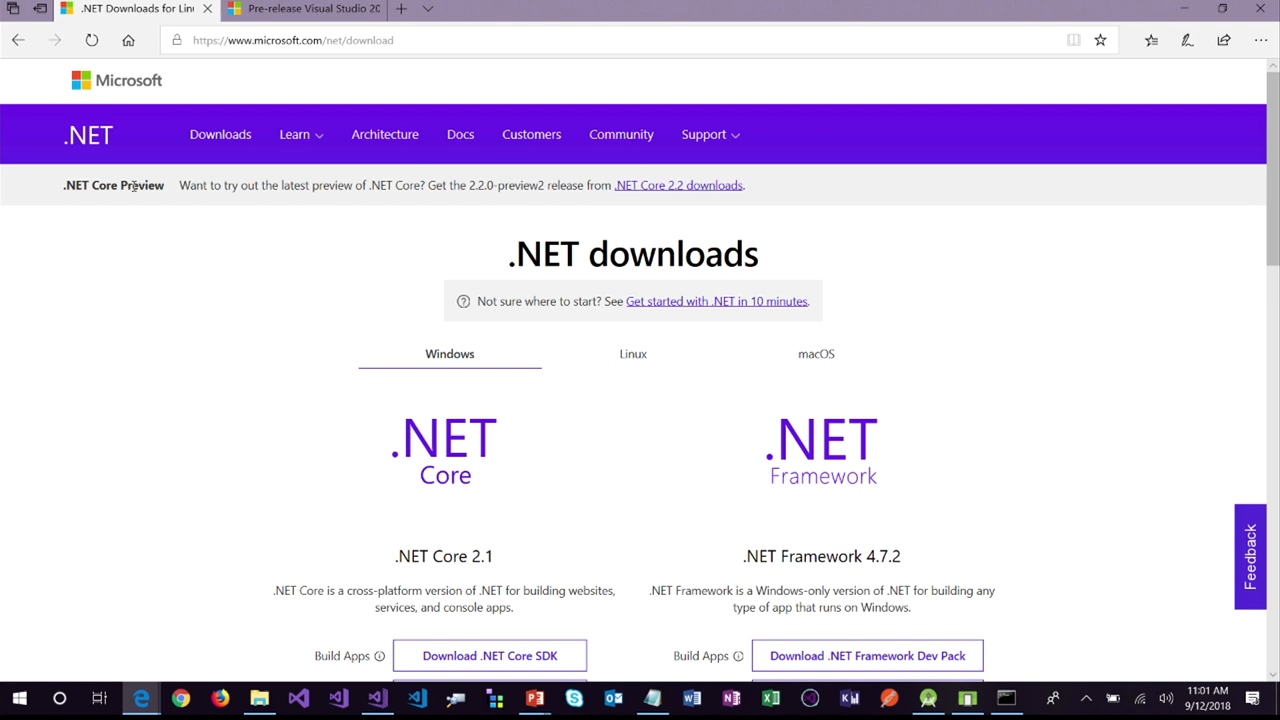 .NET Downloads for Lin
Pre-release Visual Studio 20
https://www.microsoft.com/net/download
Microsoft
.NET Downloads Learn Architecture Docs Customers Community Support
.NET Core Preview Want to try out the latest preview of .NET Core? Get the 2.2.0-preview2 release from .NET Core 2.2 downloads.
.NET downloads
Not sure where to start? See Get started with .NET in 10 minutes.
Windows Linux macOS
.NET
Core
.NET
Framework
.NET Core 2.1
.NET Core is a cross-platform version of .NET for building websites,
services, and console apps.
Build Apps Download .NET Core SDK
.NET Framework 4.7.2
.NET Framework is a Windows-only version of .NET for building any
type of app that runs on Windows.
Build Apps Download .NET Framework Dev Pack
Feedback
11:01 AM
9/12/2018